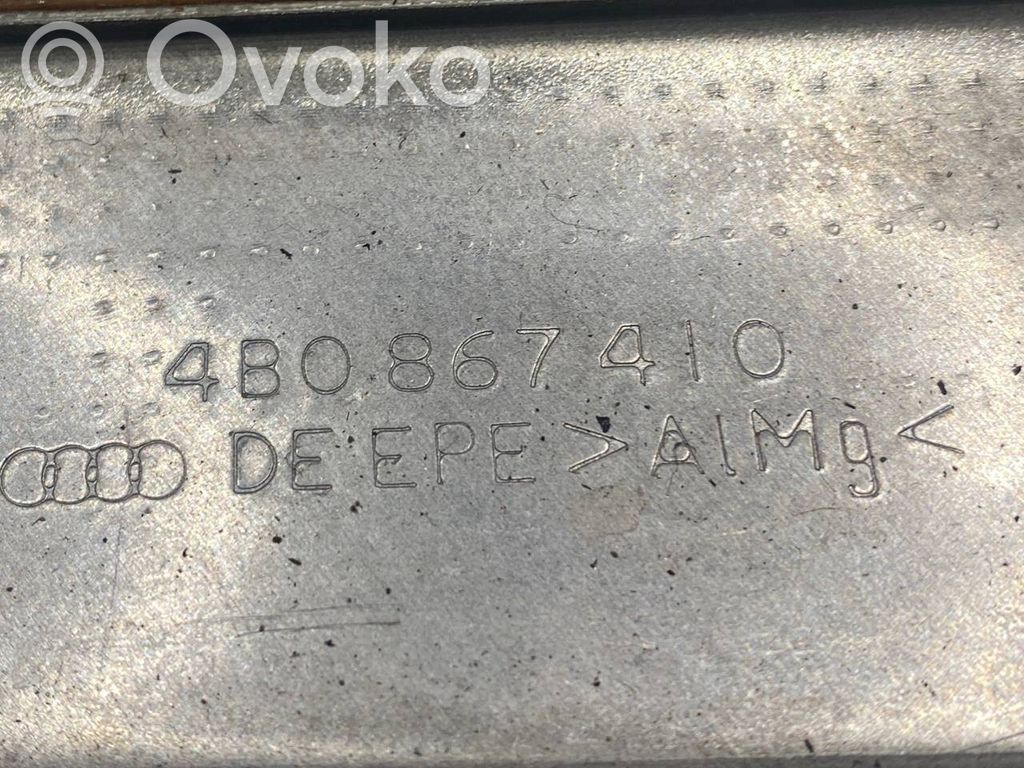 Ovoko
4B0 867 410
DE EPE >AlMg<